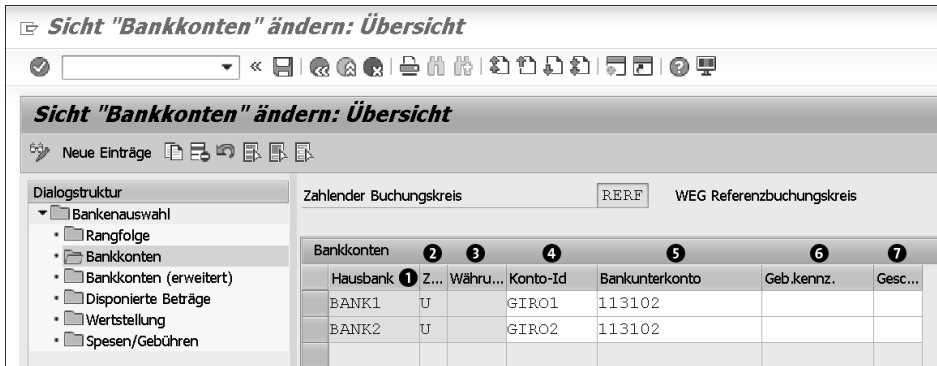 Sicht "Bankkonten" ändern: Übersicht
Sicht "Bankkonten" ändern: Übersicht
Neue Einträge
Dialogstruktur
Bankenauswahl
Rangfolge
Bankkonten
Bankkonten (erweitert)
Disponierte Beträge
Wertstellung
Spesen/Gebühren
Zahlender Buchungskreis RERF WEG Referenzbuchungskreis
Bankkonten 2 3 4 5 6 7
Hausbank 1 Z... Währu... Konto-Id Bankunterkonto Geb.kennz. Gesc...
BANK1 U GIRO1 113102
BANK2 U GIRO2 113102